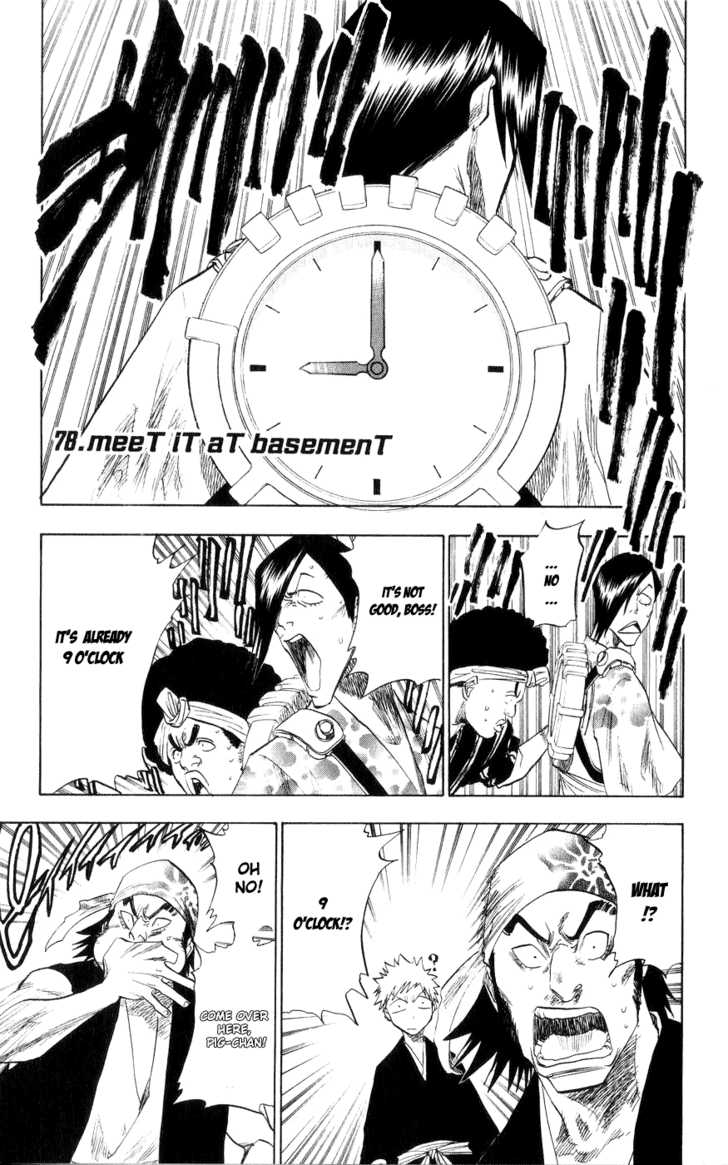 78.meeT iT aT basemenT
...
NO
...
IT'S NOT
GOOD, BOSS!
IT'S ALREADY
9 O'CLOCK
WHAT
!?
9
O'CLOCK!?
?
OH
NO!
COME OVER
HERE,
PIG-CHAN!